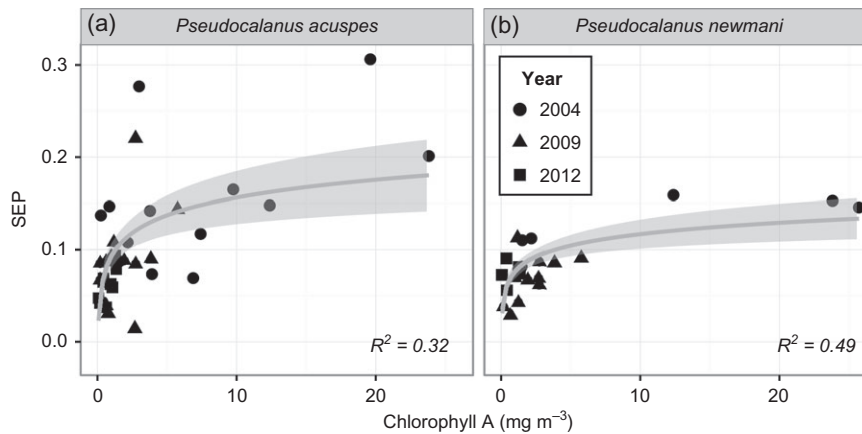 (a) Pseudocalanus acuspes
(b) Pseudocalanus newmani
Year
2004
2009
2012
SEP
0.3
0.2
0.1
0.0
R² = 0.32
R² = 0.49
0 10 20
0 10 20
Chlorophyll A (mg m⁻³)